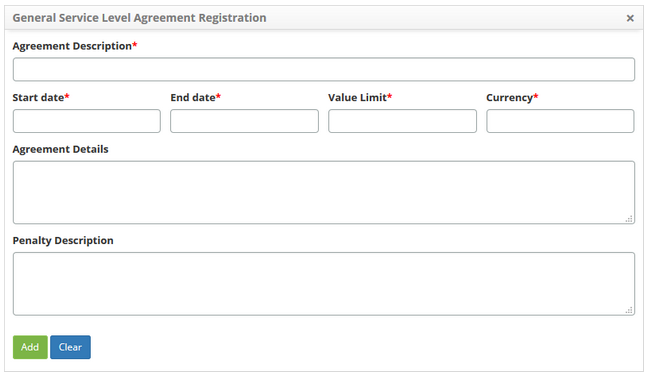 General Service Level Agreement Registration ×
Agreement Description*
Start date* End date* Value Limit* Currency*
Agreement Details
Penalty Description
Add Clear